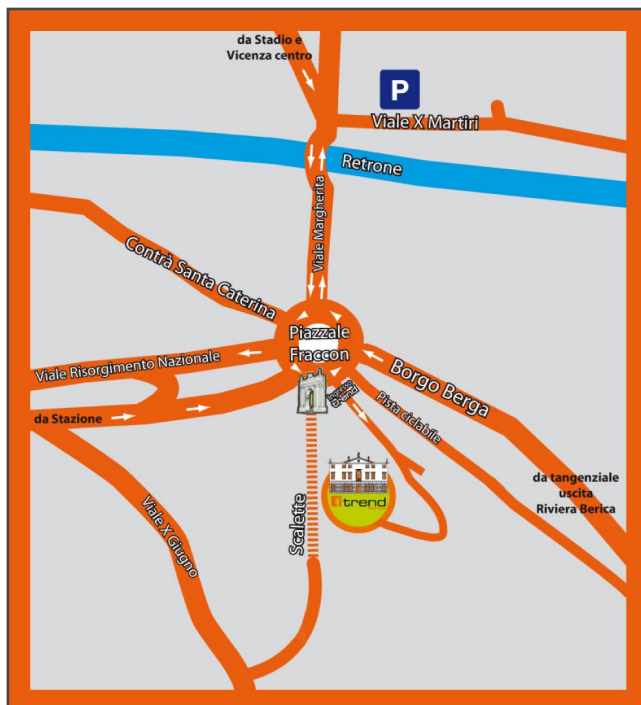 da Stadio e
Vicenza centro
P
Viale X Martiri
Retrone
Viale Margherita
Contrà Santa Caterina
Piazzale
Fraccon
Viale Risorgimento Nazionale
Borgo Berga
Ingresso
Pista ciclabile
da Stazione
da tangenziale
uscita
Riviera Berica
trend
Scalette
Viale X Giugno